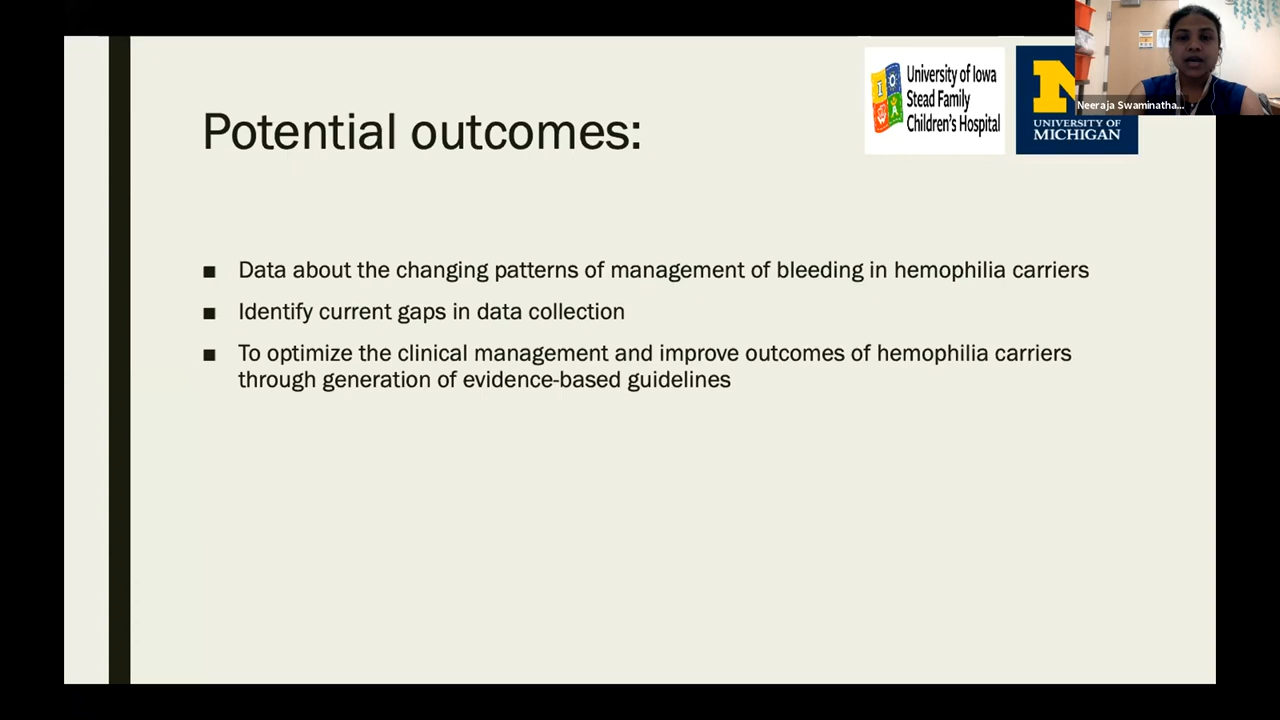 Potential outcomes:
University of Iowa
Stead Family
Children's Hospital
UNIVERSITY OF
MICHIGAN
Neeraja Swaminatha...
■ Data about the changing patterns of management of bleeding in hemophilia carriers
■ Identify current gaps in data collection
■ To optimize the clinical management and improve outcomes of hemophilia carriers
through generation of evidence-based guidelines